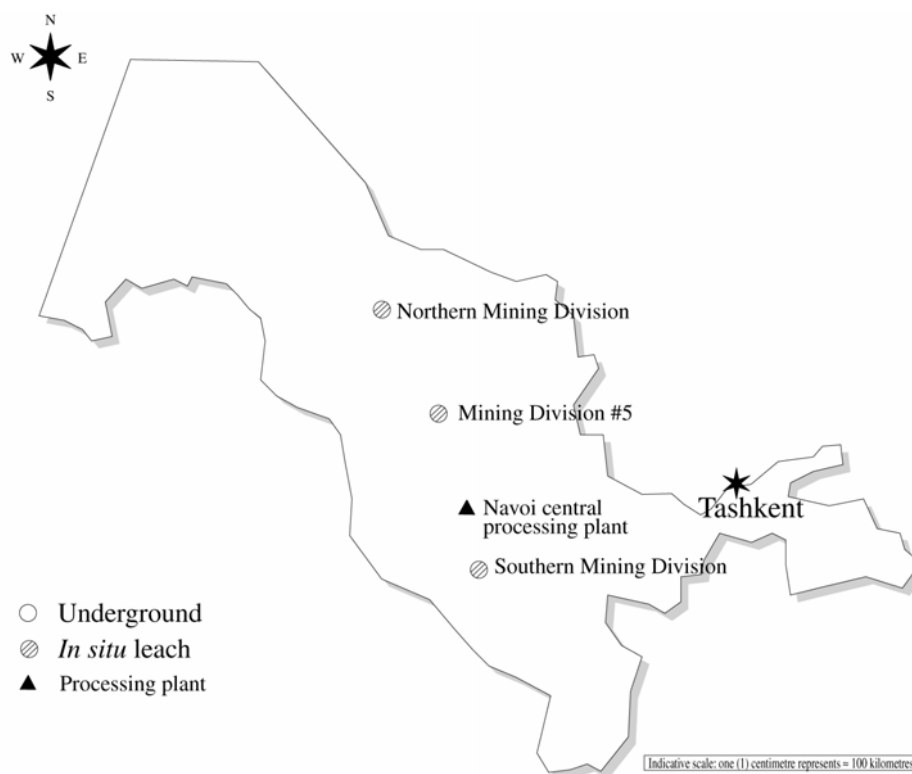 N
W E
S
Northern Mining Division
Mining Division #5
Tashkent
Navoi central
processing plant
Southern Mining Division
Underground
In situ leach
Processing plant
Indicative scale: one (1) centimetre represents ≈ 100 kilometres